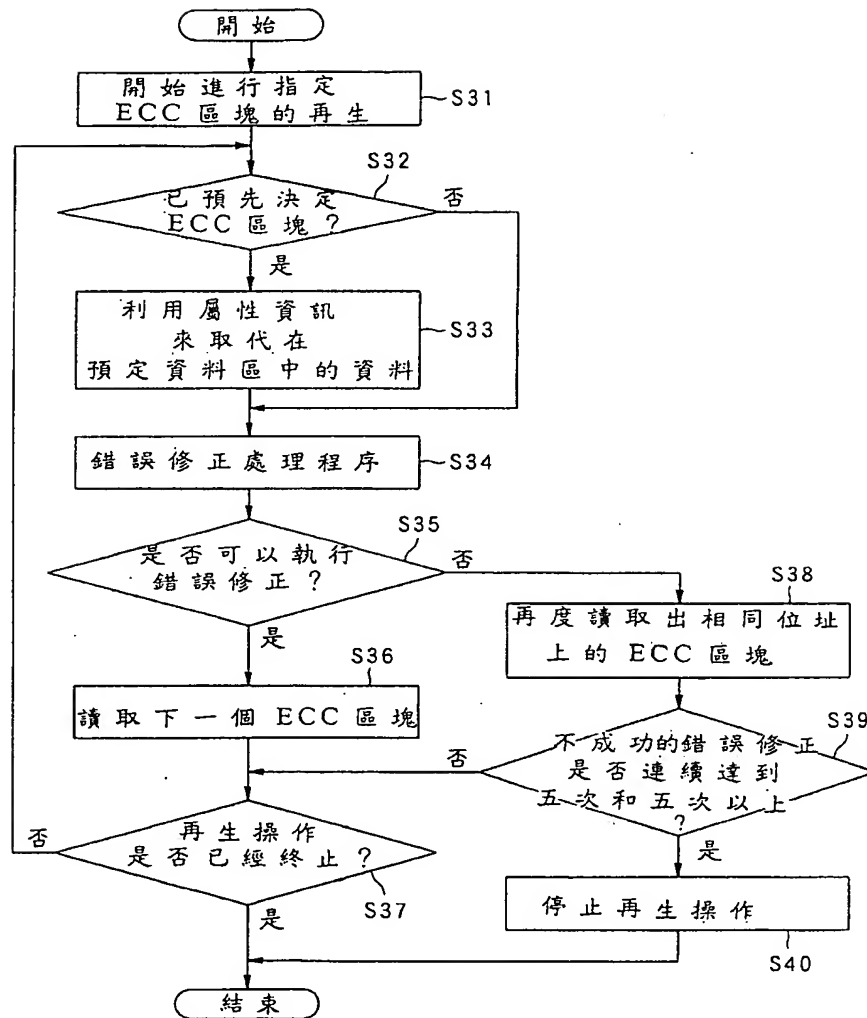 開始
開始進行指定
ECC區塊的再生
S31
S32
已預先決定
ECC區塊?
否
是
利用屬性資訊
來取代在
預定資料區中的資料
S33
錯誤修正處理程序
S34
S35
是否可以執行
錯誤修正?
否
是
S38
再度讀取出相同位址
上的ECC區塊
S36
讀取下一個ECC區塊
S39
不成功的錯誤修正
是否連續達到
五次和五次以上
?
否
是
再生操作
是否已經終止?
否
S37
是
停止再生操作
S40
結束